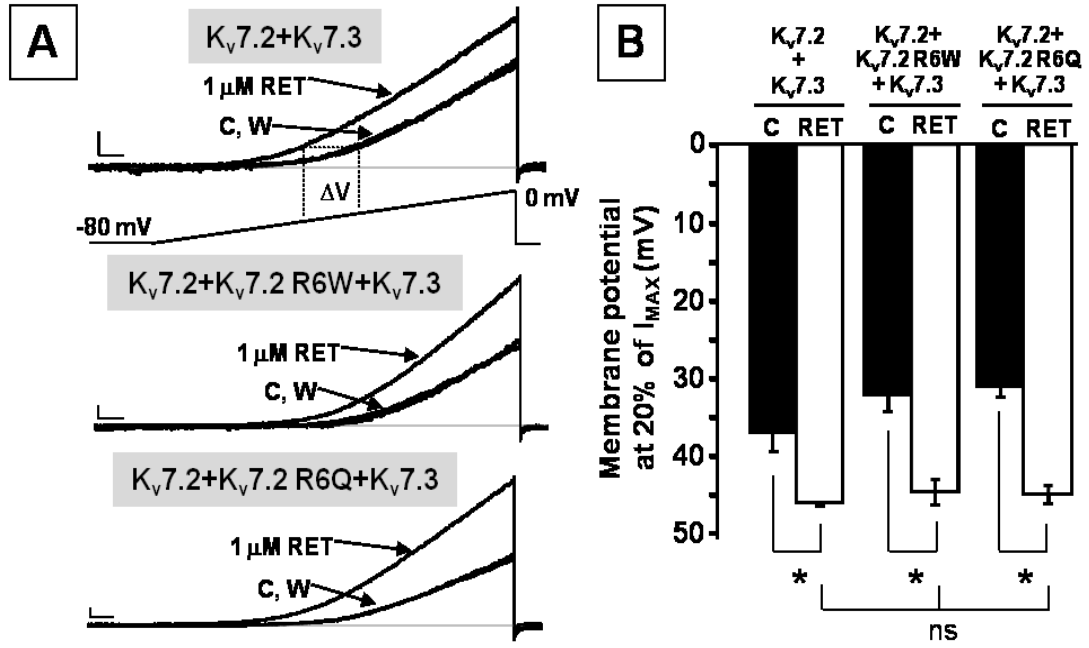 A
Kv7.2+Kv7.3
1 μM RET
C, W
ΔV
-80 mV
0 mV
Kv7.2+Kv7.2 R6W+Kv7.3
1 μM RET
C, W
Kv7.2+Kv7.2 R6Q+Kv7.3
1 μM RET
C, W
B
Kv7.2
+
Kv7.3
Kv7.2+
Kv7.2 R6W
+Kv7.3
Kv7.2+
Kv7.2 R6Q
+Kv7.3
C RET C RET C RET
Membrane potential
at 20% of IMAX (mV)
0
10
20
30
40
50
* * *
ns